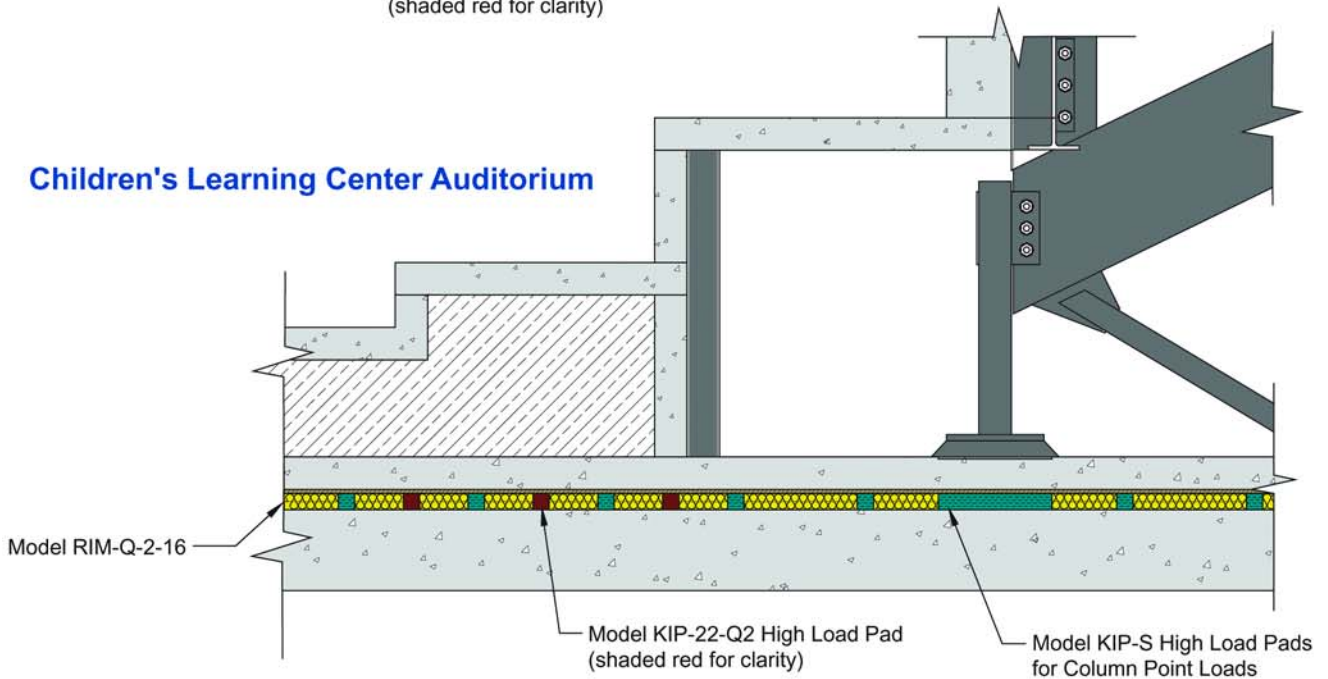 (shaded red for clarity)
Children's Learning Center Auditorium
Model RIM-Q-2-16
Model KIP-22-Q2 High Load Pad
(shaded red for clarity)
Model KIP-S High Load Pads
for Column Point Loads